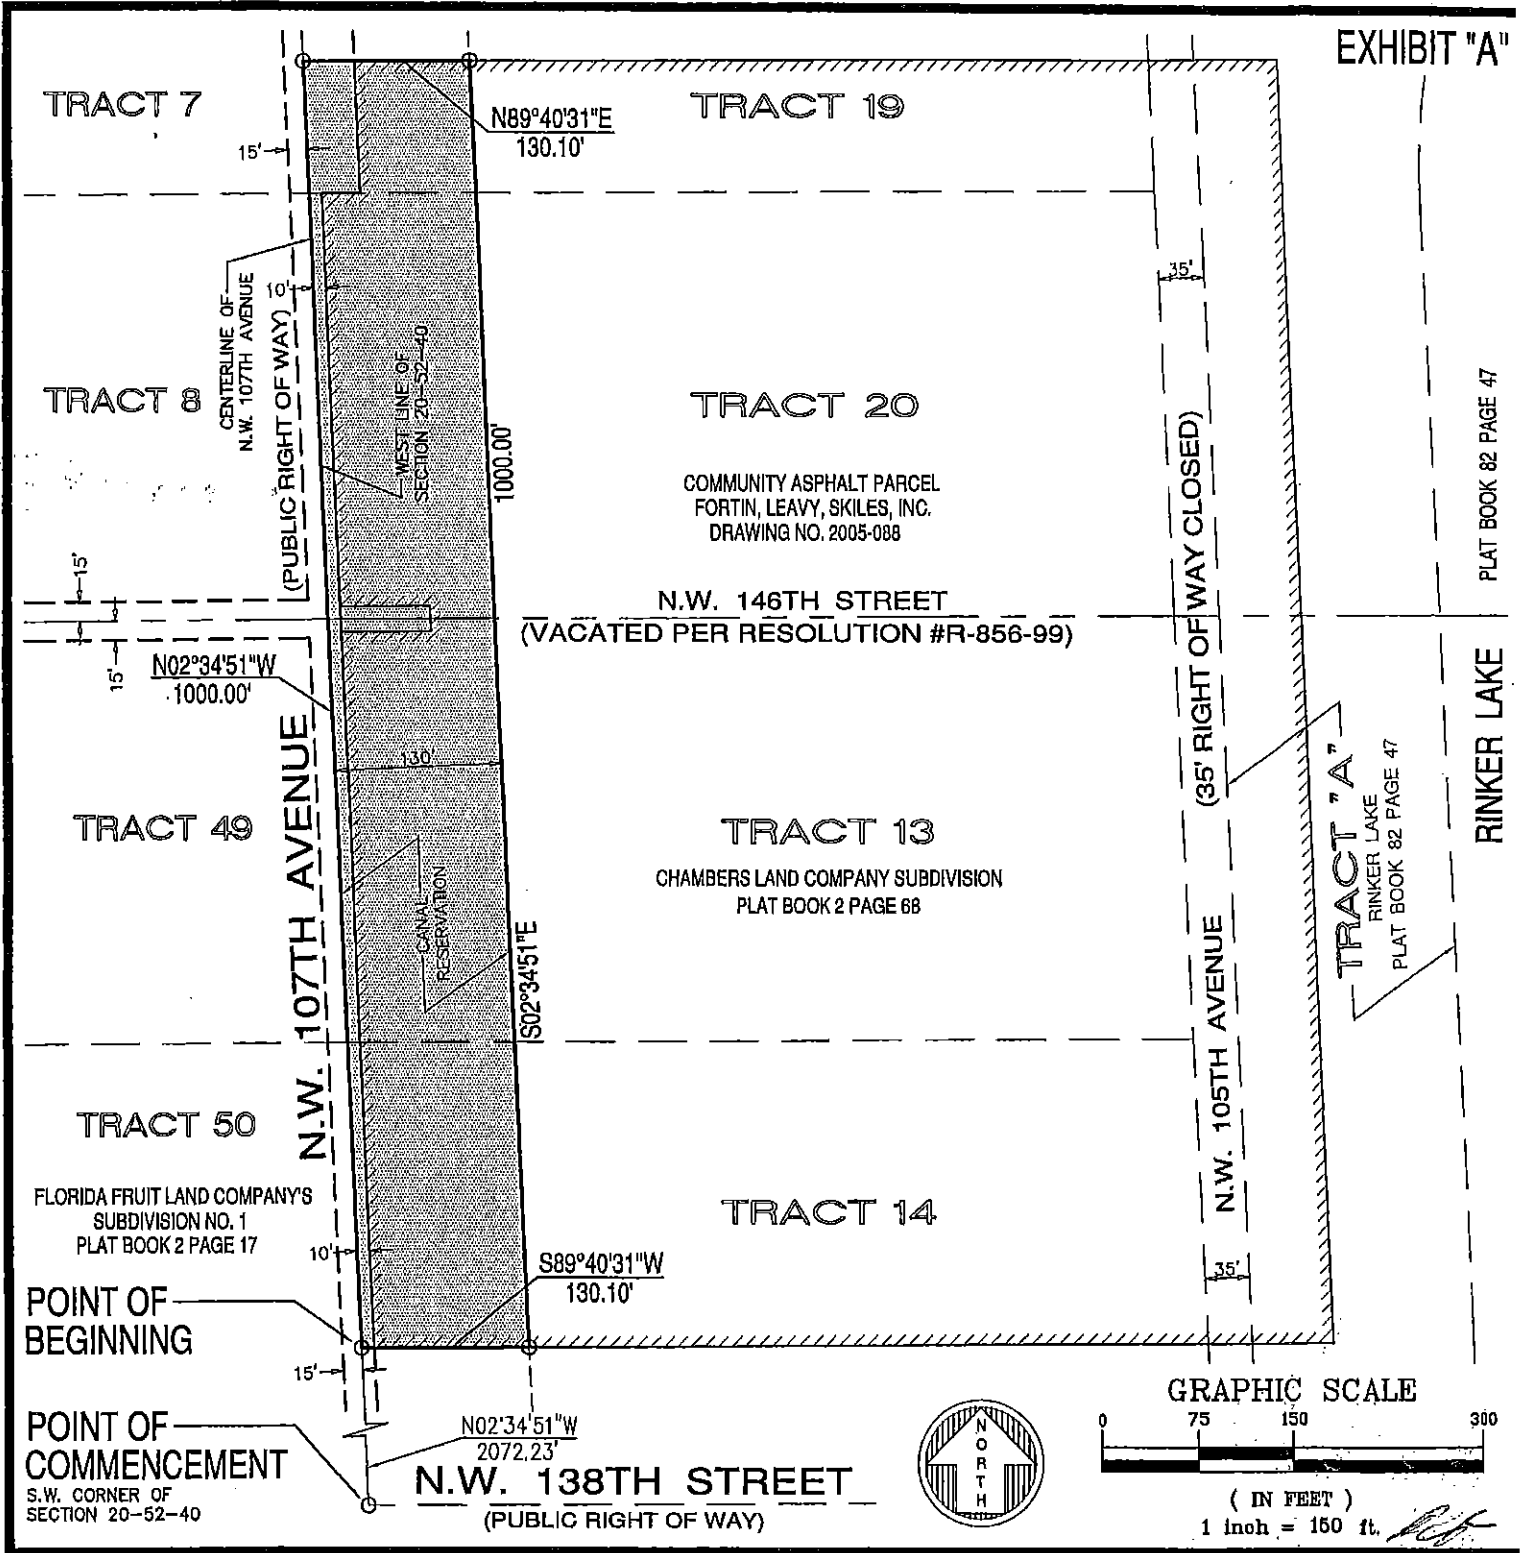 EXHIBIT "A"
TRACT 7
TRACT 19
N89°40'31"E
130.10'
15'
35'
10'
CENTERLINE OF
N.W. 107TH AVENUE
(PUBLIC RIGHT OF WAY)
WEST LINE OF
SECTION 20-52-40
TRACT 8
TRACT 20
1000.00'
COMMUNITY ASPHALT PARCEL
FORTIN, LEAVY, SKILES, INC.
DRAWING NO. 2005-088
(35' RIGHT OF WAY CLOSED)
PLAT BOOK 82 PAGE 47
15'
N.W. 146TH STREET
(VACATED PER RESOLUTION #R-856-99)
15'
N02°34'51"W
1000.00'
RINKER LAKE
N.W. 107TH AVENUE
130'
TRACT 49
TRACT 13
CHAMBERS LAND COMPANY SUBDIVISION
PLAT BOOK 2 PAGE 68
TRACT "A"
RINKER LAKE
PLAT BOOK 82 PAGE 47
CANAL
RESERVATION
S02°34'51"E
N.W. 105TH AVENUE
TRACT 50
FLORIDA FRUIT LAND COMPANY'S
SUBDIVISION NO. 1
PLAT BOOK 2 PAGE 17
TRACT 14
10'
S89°40'31"W
130.10'
35'
POINT OF
BEGINNING
15'
POINT OF
COMMENCEMENT
S.W. CORNER OF
SECTION 20-52-40
N02°34'51"W
2072.23'
N.W. 138TH STREET
(PUBLIC RIGHT OF WAY)
NORTH
GRAPHIC SCALE
0 75 150 300
( IN FEET )
1 inch = 150 ft.